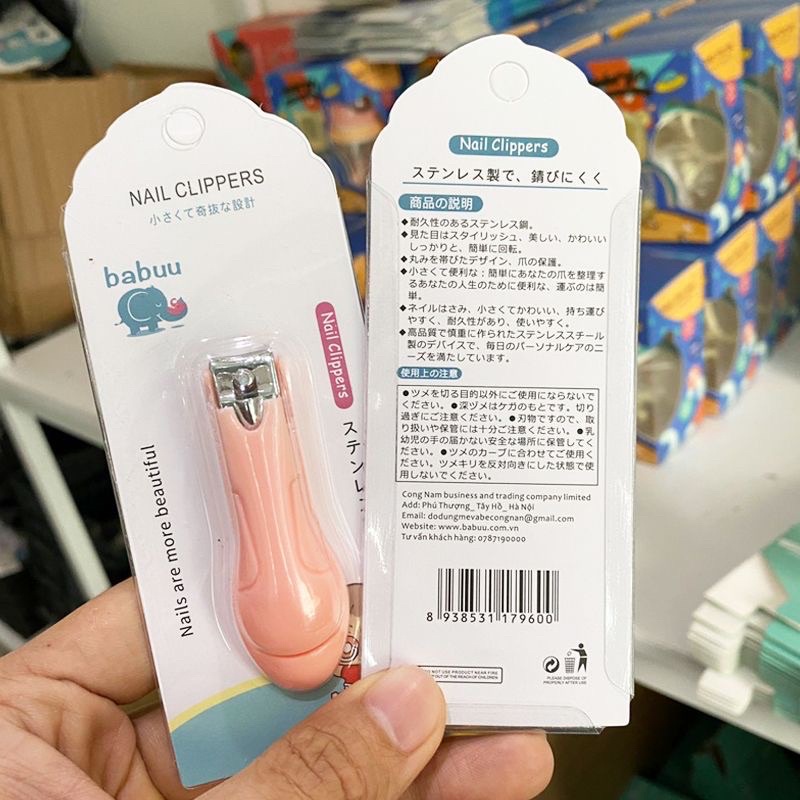 NAIL CLIPPERS
小さくて奇抜な設計
babuu
Nail Clippers
ステンレ
Nails are more beautiful
Nail Clippers
ステンレス製で、錆びにくく
商品の説明
◆耐久性のあるステンレス鋼。
◆見た目はスタイリッシュ、美しい、かわいい
しっかりと、簡単に回転。
◆丸みを帯びたデザイン、爪の保護。
◆小さくて便利な：簡単にあなたの爪を整理す
るあなたの人生のために便利な、運ぶのは簡
単。
◆ネイルはさみ、小さくてかわいい、持ち運び
やすく、耐久性があり、使いやすく。
◆高品質で慎重に作られたステンレススチール
製のデバイスで、毎日のパーソナルケアのニ
ーズを満たしています。
使用上の注意
●ツメを切る目的以外にご使用にならないで
ください。●深ヅメはケガのもとです。切り
過ぎにご注意ください。●刃物ですので、取
り扱いや保管には十分ご注意ください。●乳
幼児の手の届かない安全な場所に保管してく
ださい。●ツメのカーブに合わせてご使用く
ださい。ツメキリを反対向きにした状態で使
用しないでください。
Cong Nam business and trading company limited
Add: Phú Thượng_ Tây Hồ_ Hà Nội
Email: dodungmevabecongnan@gmail.com
Website: www.babuu.com.vn
Tư vấn khách hàng: 0787190000
8 938531 179600
DO NOT USE PRODUCT NEAR FIRE
OUT OF THE REACH OF CHILDREN
PLEASE DISPOSE OF
PROPERLY AFTER USE